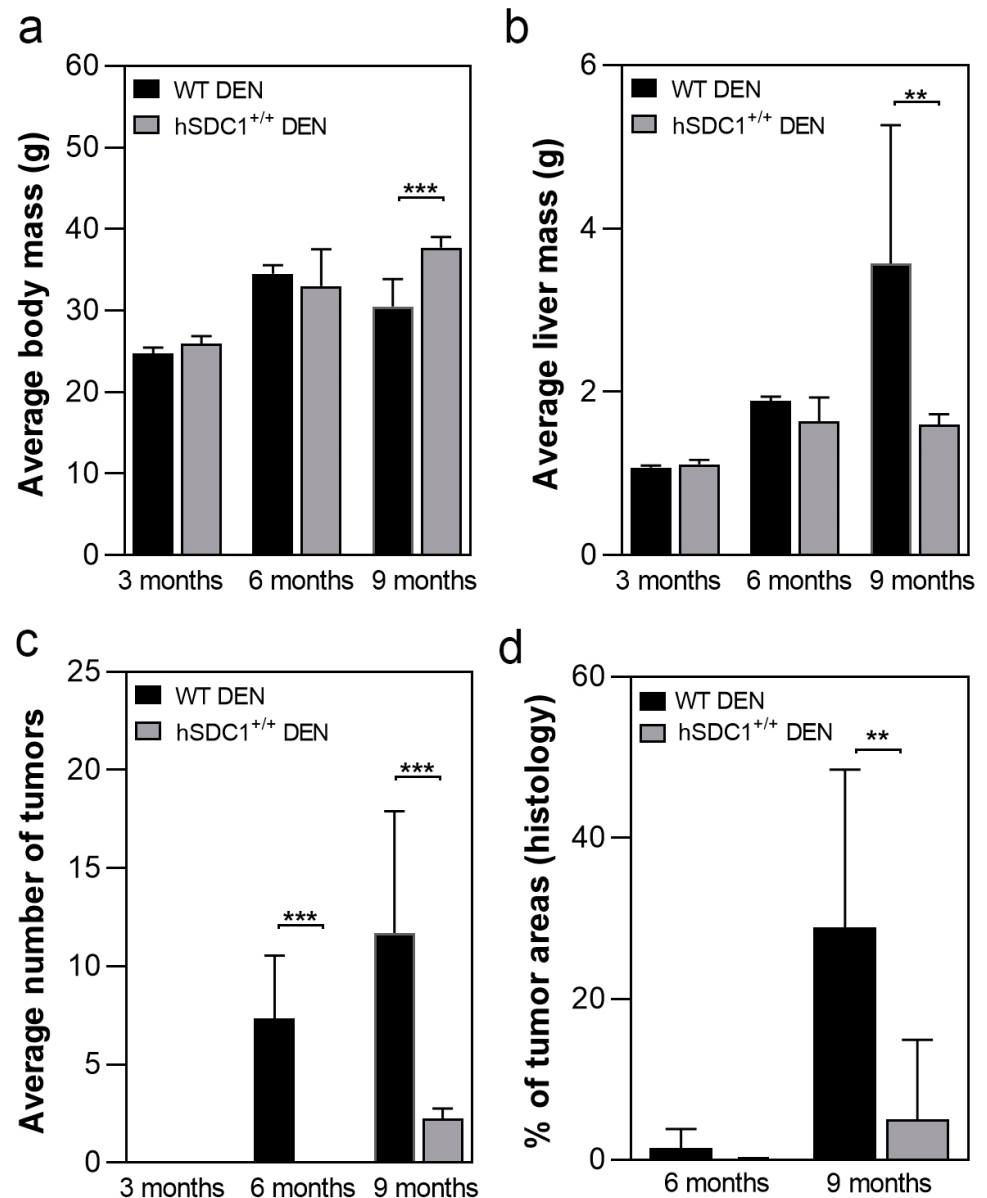 a
Average body mass (g)
60
50
40
30
20
10
0
WT DEN
hSDC1+/+ DEN
***
3 months 6 months 9 months
b
Average liver mass (g)
6
4
2
0
WT DEN
hSDC1+/+ DEN
**
3 months 6 months 9 months
c
Average number of tumors
25
20
15
10
5
0
WT DEN
hSDC1+/+ DEN
***
***
3 months 6 months 9 months
d
% of tumor areas (histology)
60
40
20
0
WT DEN
hSDC1+/+ DEN
**
6 months 9 months